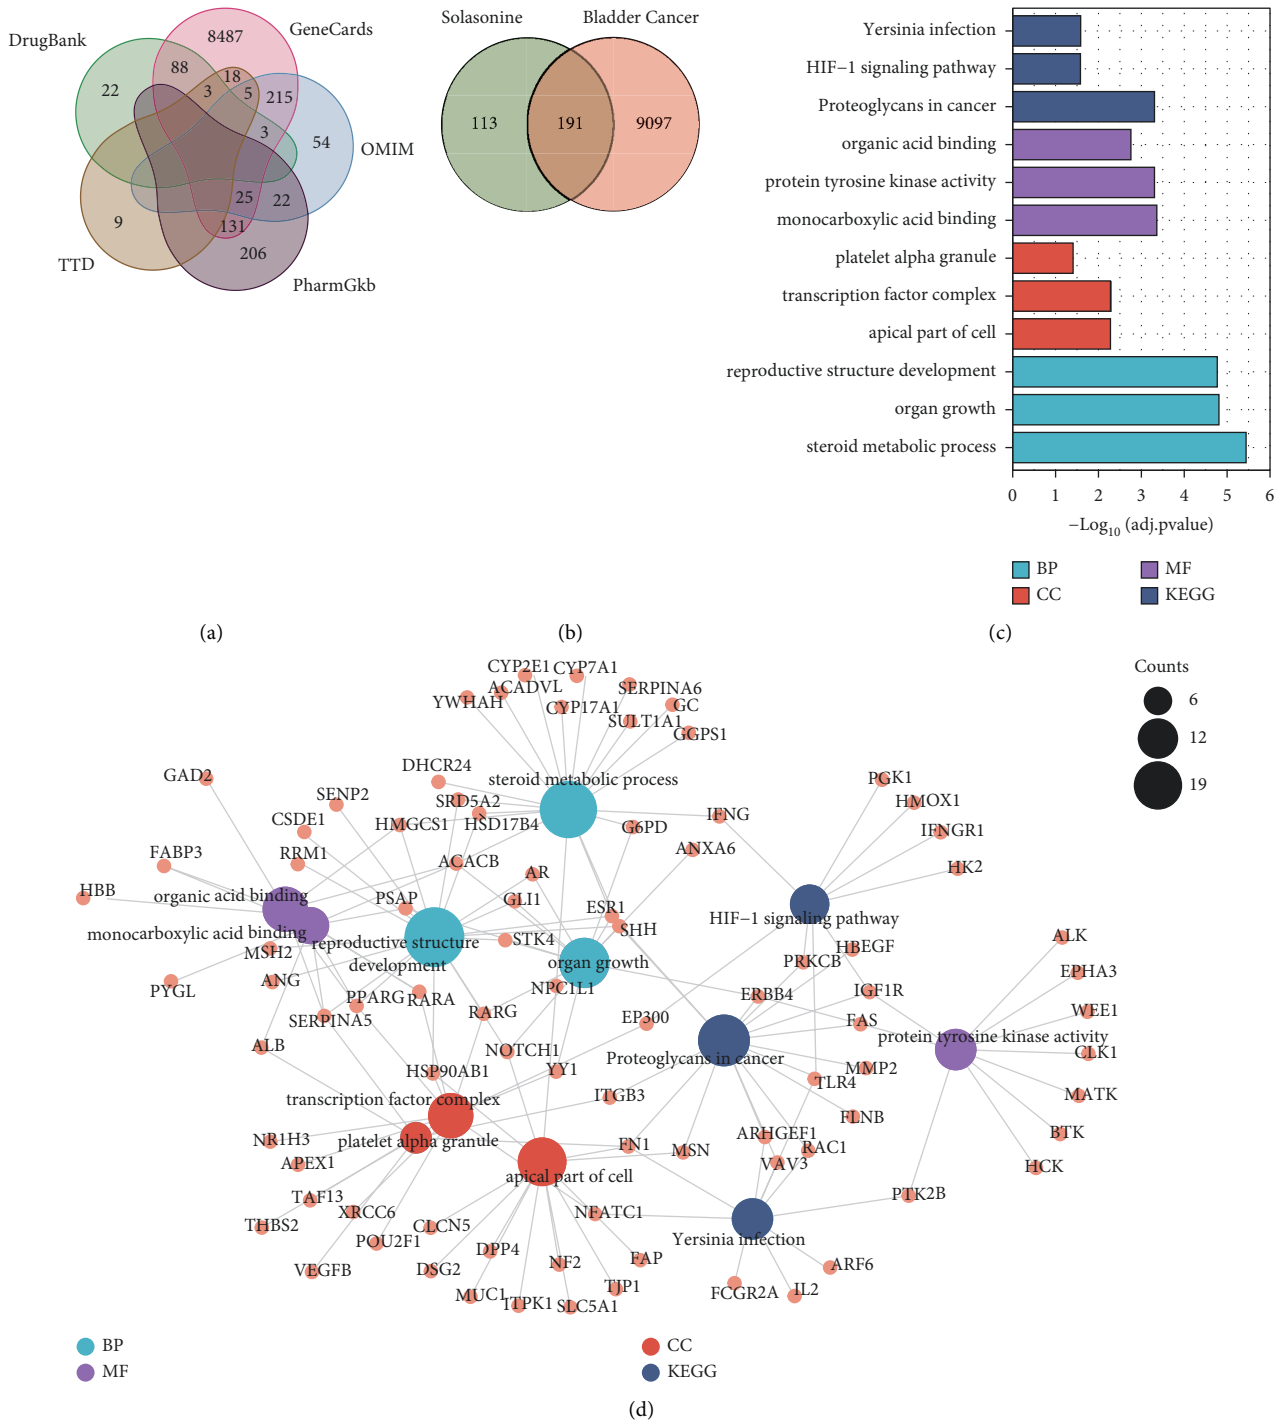 DrugBank
GeneCards
OMIM
TTD
PharmGkb
8487
88
18
3
5
215
22
3
54
25
22
9
131
206
(a)
Solasonine
Bladder Cancer
113
191
9097
(b)
Yersinia infection
HIF−1 signaling pathway
Proteoglycans in cancer
organic acid binding
protein tyrosine kinase activity
monocarboxylic acid binding
platelet alpha granule
transcription factor complex
apical part of cell
reproductive structure development
organ growth
steroid metabolic process
0 1 2 3 4 5 6
−Log10 (adj.pvalue)
BP
MF
CC
KEGG
(c)
Counts
6
12
19
CYP2E1
CYP7A1
ACADVL
SERPINA6
YWHAH
CYP17A1
GC
SULT1A1
GGPS1
DHCR24
steroid metabolic process
GAD2
SENP2
SRD5A2
PGK1
HMOX1
CSDE1
HMGCS1
HSD17B4
G6PD
IFNG
IFNGR1
FABP3
RRM1
ACACB
ANXA6
HK2
AR
HBB
organic acid binding
PSAP
GLI1
ESR1
HIF−1 signaling pathway
monocarboxylic acid binding
reproductive structure
development
STK4
SHH
MSH2
organ growth
HBEGF
PRKCB
ALK
PYGL
ANG
NPC1L1
ERBB4
IGF1R
EPHA3
PPARG
RARA
SERPINA5
RARG
EP300
FAS
WEE1
ALB
NOTCH1
Proteoglycans in cancer
protein tyrosine kinase activity
CLK1
HSP90AB1
YY1
MMP2
TLR4
transcription factor complex
ITGB3
MATK
FLNB
NR1H3
platelet alpha granule
FN1
MSN
ARHGEF1
RAC1
BTK
APEX1
apical part of cell
VAV3
HCK
TAF13
XRCC6
NFATC1
PTK2B
THBS2
POU2F1
CLCN5
Yersinia infection
VEGFB
DSG2
DPP4
NF2
FAP
ARF6
MUC1
ITPK1
SLC5A1
TJP1
FCGR2A
IL2
BP
MF
CC
KEGG
(d)